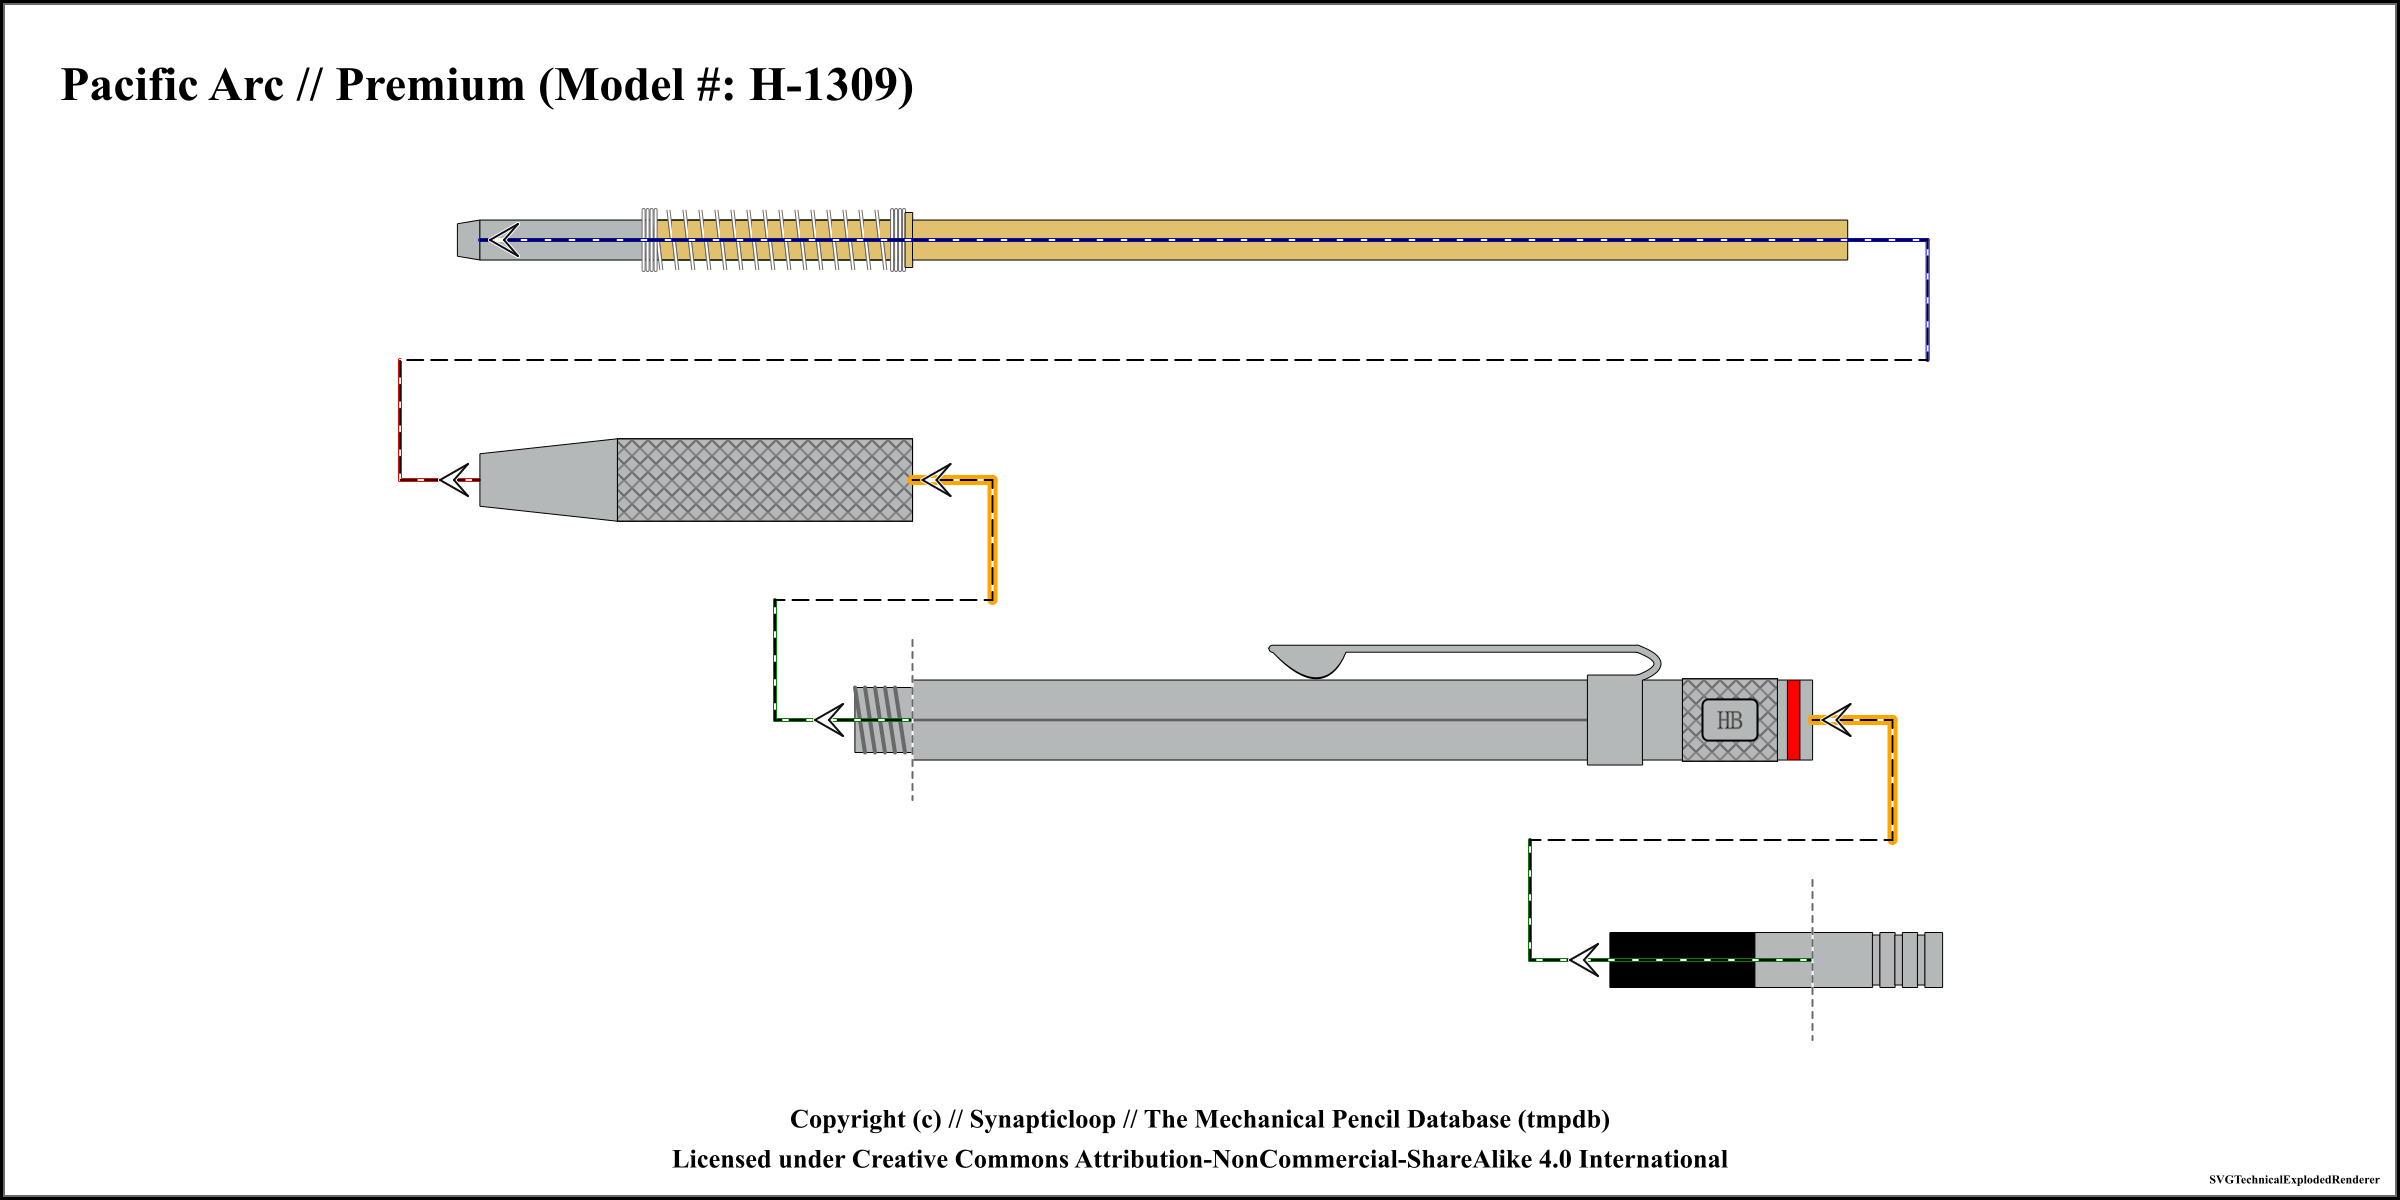 Pacific Arc // Premium (Model #: H-1309)
HB
Copyright (c) // Synapticloop // The Mechanical Pencil Database (tmpdb)
Licensed under Creative Commons Attribution-NonCommercial-ShareAlike 4.0 International
SVGTechnicalExplodedRenderer